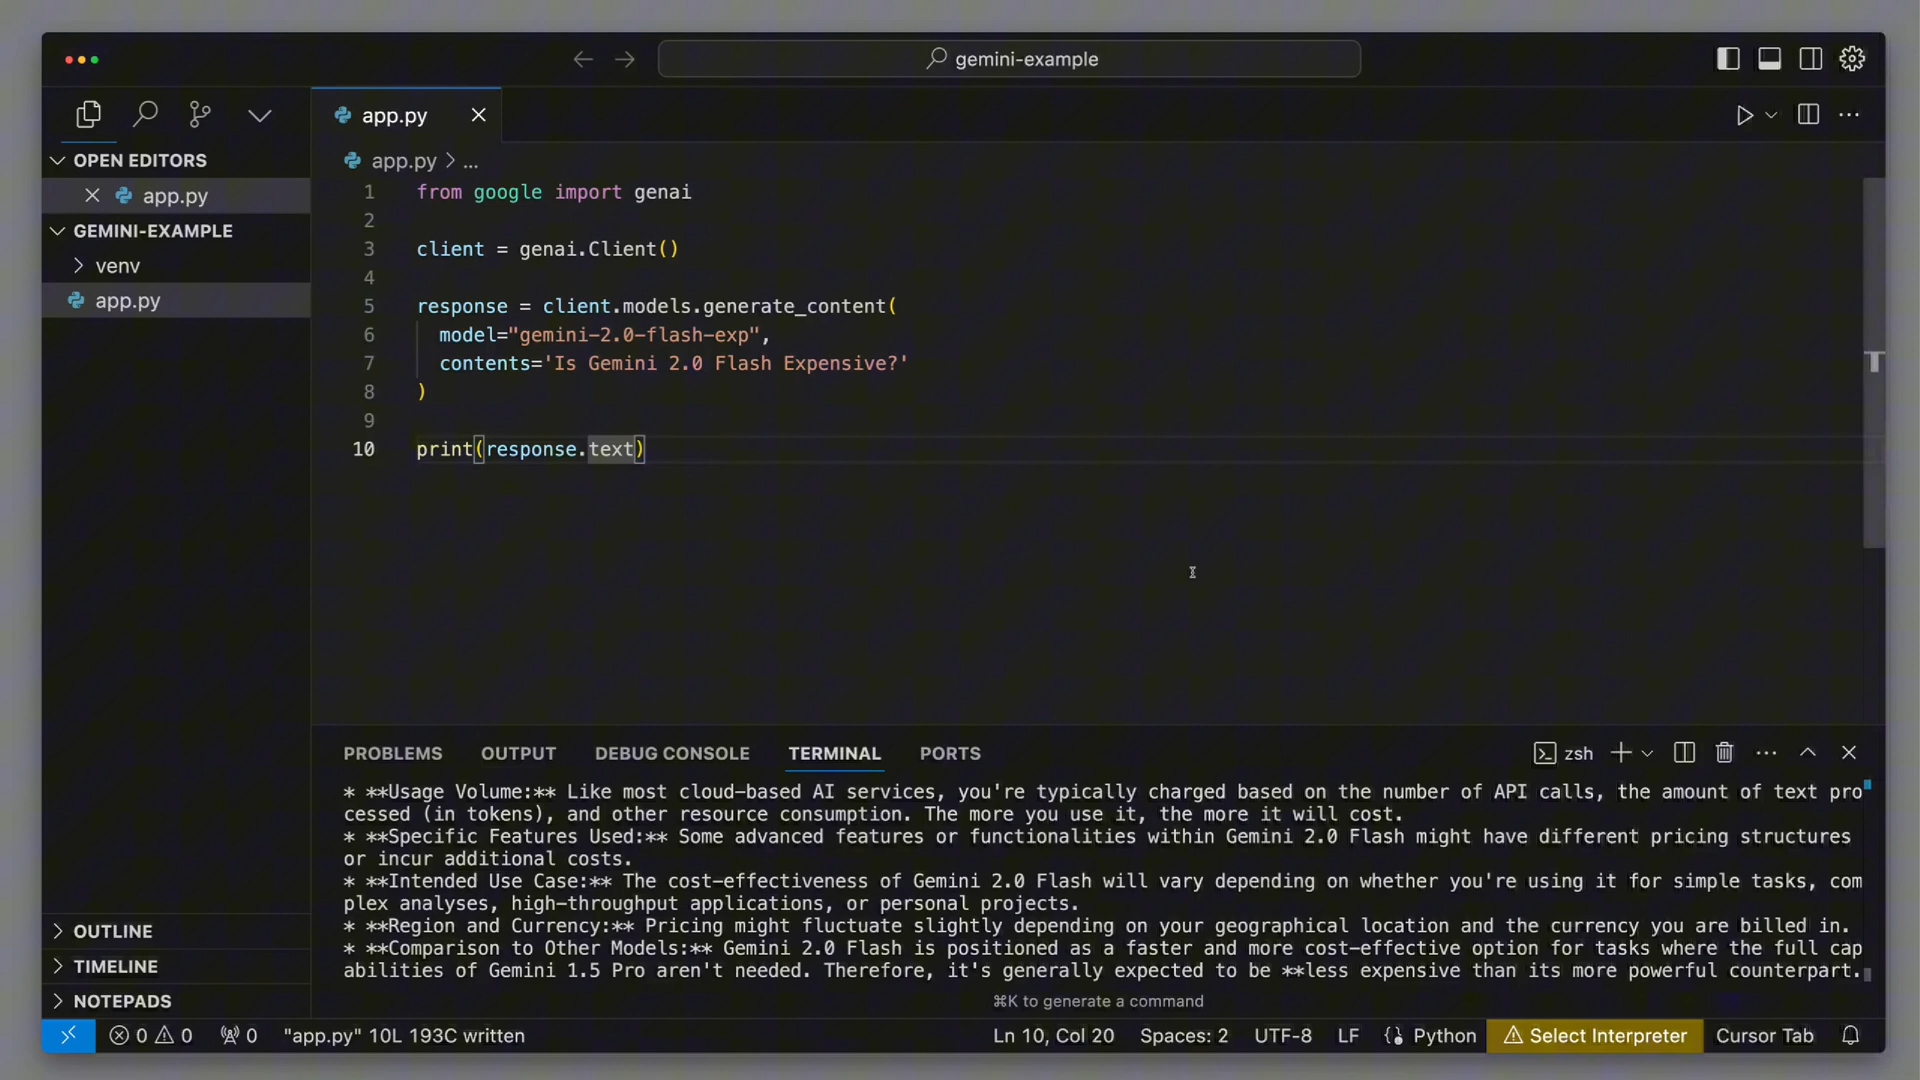 gemini-example
app.py
OPEN EDITORS
app.py
GEMINI-EXAMPLE
venv
app.py
OUTLINE
TIMELINE
NOTEPADS
app.py > ...
1 from google import genai
2
3 client = genai.Client()
4
5 response = client.models.generate_content(
6 model="gemini-2.0-flash-exp",
7 contents='Is Gemini 2.0 Flash Expensive?'
8 )
9
10 print(response.text)
PROBLEMS OUTPUT DEBUG CONSOLE TERMINAL PORTS zsh
* **Usage Volume:** Like most cloud-based AI services, you're typically charged based on the number of API calls, the amount of text pro
cessed (in tokens), and other resource consumption. The more you use it, the more it will cost.
* **Specific Features Used:** Some advanced features or functionalities within Gemini 2.0 Flash might have different pricing structures
or incur additional costs.
* **Intended Use Case:** The cost-effectiveness of Gemini 2.0 Flash will vary depending on whether you're using it for simple tasks, com
plex analyses, high-throughput applications, or personal projects.
* **Region and Currency:** Pricing might fluctuate slightly depending on your geographical location and the currency you are billed in.
* **Comparison to Other Models:** Gemini 2.0 Flash is positioned as a faster and more cost-effective option for tasks where the full cap
abilities of Gemini 1.5 Pro aren't needed. Therefore, it's generally expected to be **less expensive than its more powerful counterpart.
⌘K to generate a command
0 0 0 "app.py" 10L 193C written Ln 10, Col 20 Spaces: 2 UTF-8 LF Python Select Interpreter Cursor Tab